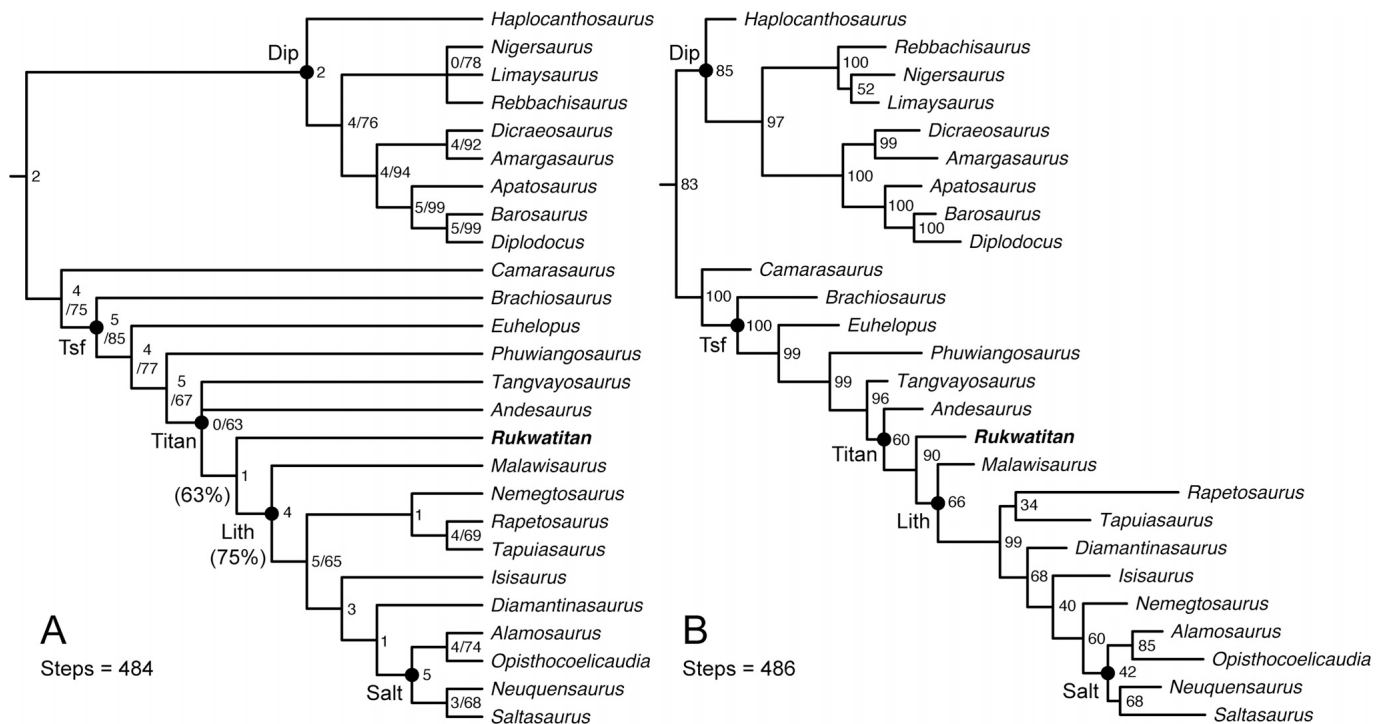 Haplocanthosaurus
Dip
2
Nigersaurus
0/78
Limaysaurus
Rebbachisaurus
4/76
Dicraeosaurus
4/92
Amargasaurus
4/94
Apatosaurus
5/99
Barosaurus
5/99
Diplodocus
2
Camarasaurus
4
/75
Brachiosaurus
5
/85
Tsf
Euhelopus
4
/77
Phuwiangosaurus
5
/67
Tangvayosaurus
Andesaurus
0/63
Titan
Rukwatitan
1
(63%)
Malawisaurus
4
Lith
(75%)
Nemegtosaurus
1
Rapetosaurus
4/69
Tapuiasaurus
5/65
Isisaurus
3
Diamantinasaurus
1
Alamosaurus
4/74
Opisthocoelicaudia
5
Salt
Neuquensaurus
3/68
Saltasaurus
A
Steps = 484
Haplocanthosaurus
Dip
85
Rebbachisaurus
100
Nigersaurus
52
Limaysaurus
97
Dicraeosaurus
99
Amargasaurus
100
Apatosaurus
100
Barosaurus
100
Diplodocus
83
Camarasaurus
100
Brachiosaurus
100
Tsf
Euhelopus
99
Phuwiangosaurus
99
Tangvayosaurus
96
Andesaurus
60
Titan
Rukwatitan
90
Malawisaurus
66
Lith
Rapetosaurus
34
Tapuiasaurus
99
Diamantinasaurus
68
Isisaurus
40
Nemegtosaurus
60
Alamosaurus
85
Opisthocoelicaudia
42
Salt
Neuquensaurus
68
Saltasaurus
B
Steps = 486